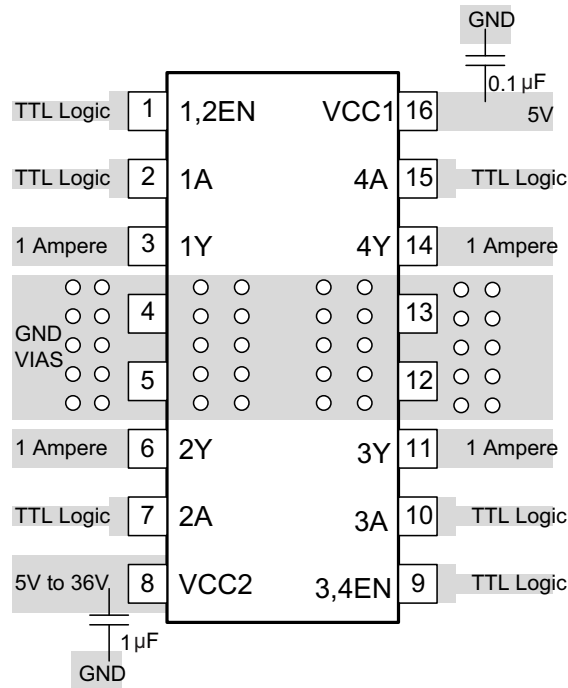 GND
0.1 µF
TTL Logic 1 1,2EN VCC1 16 5V
TTL Logic 2 1A 4A 15 TTL Logic
1 Ampere 3 1Y 4Y 14 1 Ampere
4 13
GND
VIAS
5 12
1 Ampere 6 2Y 3Y 11 1 Ampere
TTL Logic 7 2A 3A 10 TTL Logic
5V to 36V 8 VCC2 3,4EN 9 TTL Logic
1 µF
GND